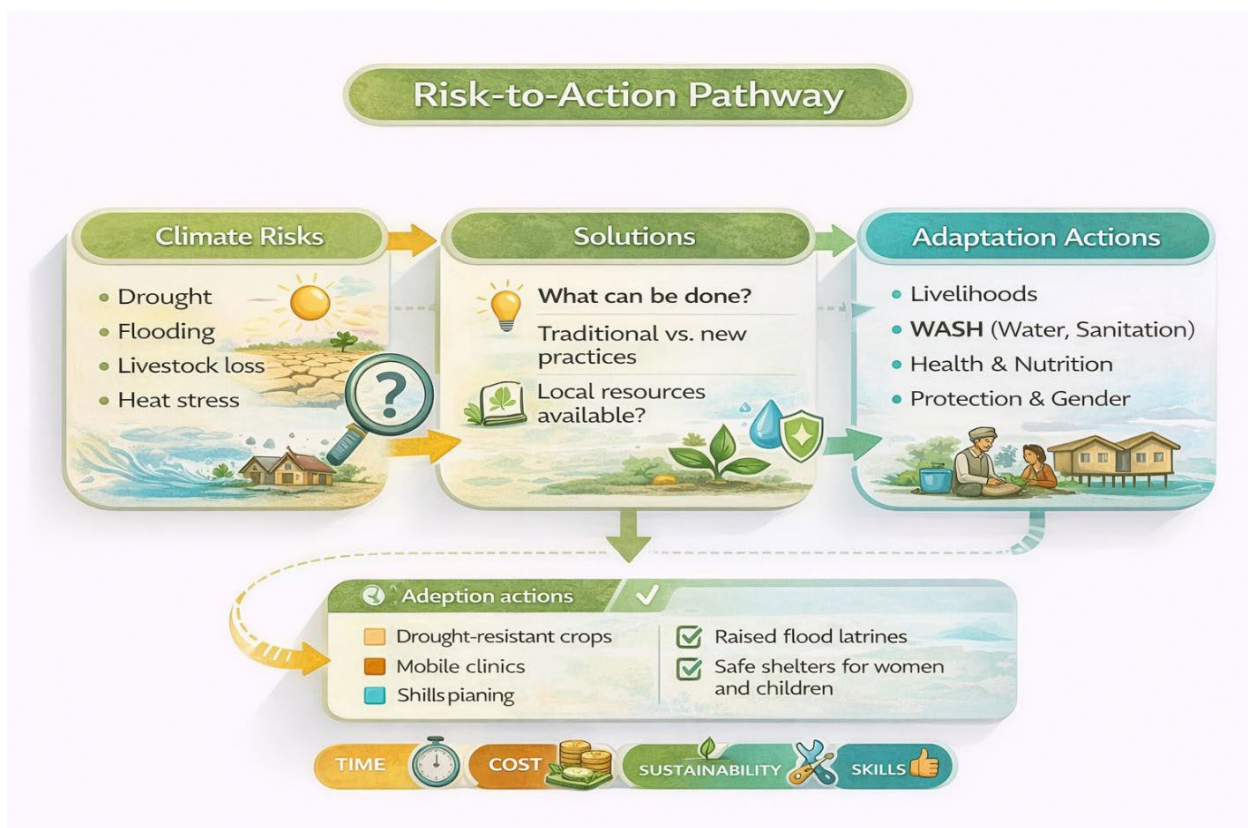 Risk-to-Action Pathway
Climate Risks
• Drought
• Flooding
• Livestock loss
• Heat stress
?
Solutions
What can be done?
Traditional vs. new
practices
Local resources
available?
Adaptation Actions
• Livelihoods
• WASH (Water, Sanitation)
• Health & Nutrition
• Protection & Gender
Adeption actions
Drought-resistant crops
Mobile clinics
Shills pianing
Raised flood latrines
Safe shelters for women
and children
TIME
COST
SUSTAINABILITY
SKILLS